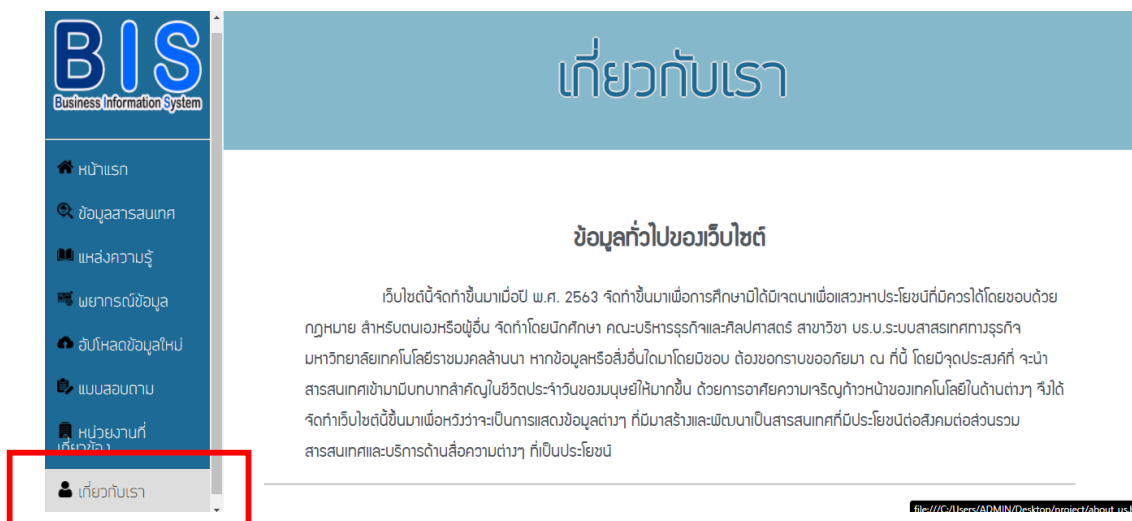 BIS
Business Information System
หน้าแรก
ข้อมูลสารสนเทศ
แหล่งความรู้
พยากรณ์ข้อมูล
อัปโหลดข้อมูลใหม่
แบบสอบถาม
หน่วยงานที่
เกี่ยวข้อง
เกี่ยวกับเรา
เกี่ยวกับเรา
ข้อมูลทั่วไปของเว็บไซต์
เว็บไซต์นี้จัดทำขึ้นมาเมื่อปี พ.ศ. 2563 จัดทำขึ้นมาเพื่อการศึกษามิได้มีเจตนาเพื่อแสวงหาประโยชน์ที่มิควรได้โดยชอบด้วย
กฎหมาย สำหรับตนเองหรือผู้อื่น จัดทำโดยนักศึกษา คณะบริหารธุรกิจและศิลปศาสตร์ สาขาวิชา บธ.บ.ระบบสาสรเทศทางธุรกิจ
มหาวิทยาลัยเทคโนโลยีราชมงคลล้านนา หากข้อมูลหรือสิ่งอื่นใดมาโดยมิชอบ ต้องขอกราบขออภัยมา ณ ที่นี้ โดยมีจุดประสงค์ที่ จะนำ
สารสนเทศเข้ามามีบทบาทสำคัญในชีวิตประจำวันของมนุษย์ให้มากขึ้น ด้วยการอาศัยความเจริญก้าวหน้าของเทคโนโลยีในด้านต่างๆ จึงได้
จัดทำเว็บไซต์นี้ขึ้นมาเพื่อหวังว่าจะเป็นการแสดงข้อมูลต่างๆ ที่มีมาสร้างและพัฒนาเป็นสารสนเทศที่มีประโยชน์ต่อสังคมต่อส่วนรวม
สารสนเทศและบริการด้านสื่อความต่างๆ ที่เป็นประโยชน์
file:///C:/Users/ADMIN/Desktop/project/about_us.h